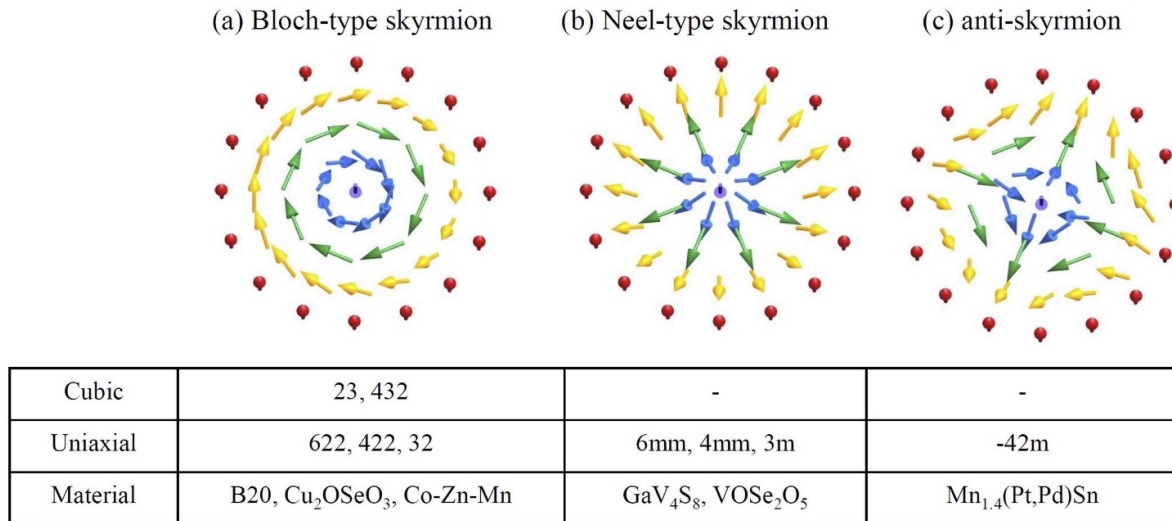 (a) Bloch-type skyrmion (b) Neel-type skyrmion (c) anti-skyrmion
Cubic 23, 432 - -
Uniaxial 622, 422, 32 6mm, 4mm, 3m -42m
Material B20, Cu₂OSeO₃, Co-Zn-Mn GaV₄S₈, VOSe₂O₅ Mn₁.₄(Pt,Pd)Sn